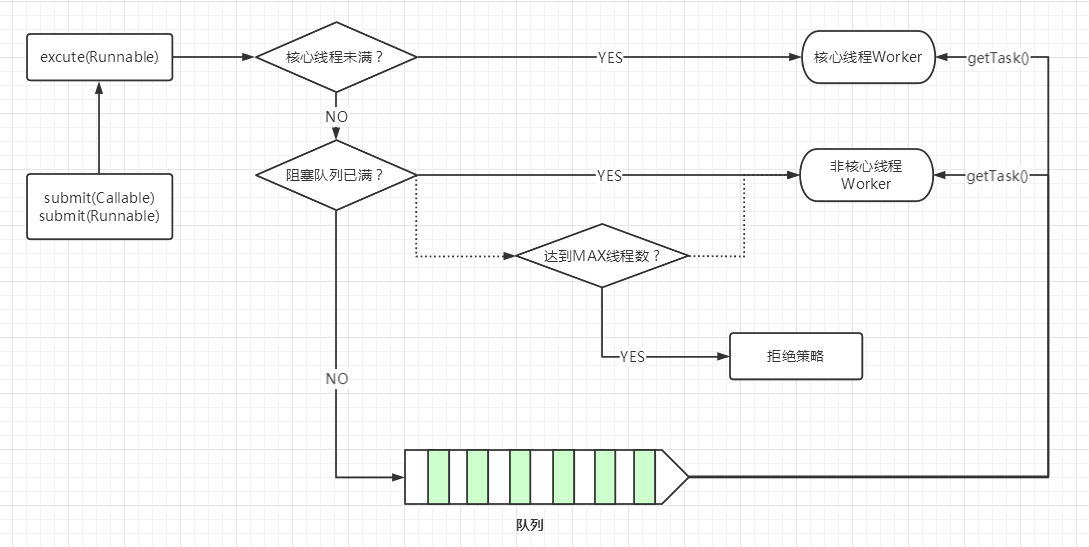 excute(Runnable)
核心线程未满？
YES
核心线程Worker
getTask()
NO
submit(Callable)
submit(Runnable)
阻塞队列已满？
YES
非核心线程
Worker
getTask()
达到MAX线程数？
YES
拒绝策略
NO
队列